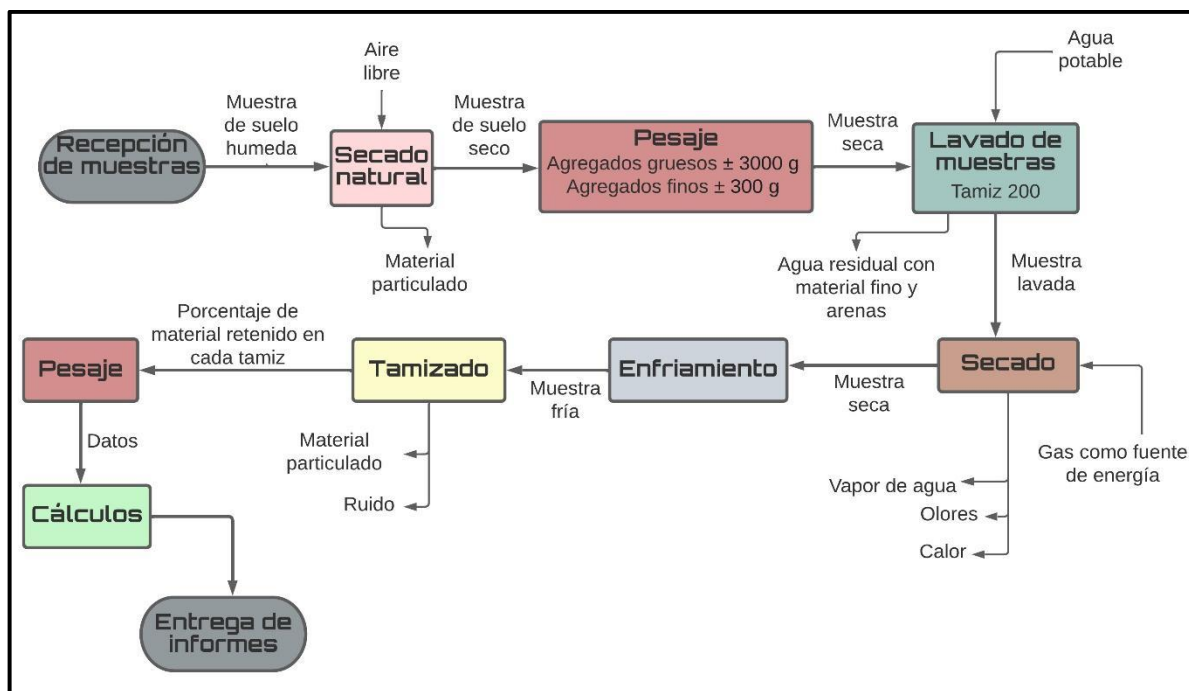 Recepción
de muestras
Muestra
de suelo
humeda
Aire
libre
Secado
natural
Material
particulado
Muestra
de suelo
seco
Pesaje
Agregados gruesos ± 3000 g
Agregados finos ± 300 g
Muestra
seca
Agua
potable
Lavado de
muestras
Tamiz 200
Agua residual con
material fino y
arenas
Muestra
lavada
Secado
Gas como fuente
de energía
Vapor de agua
Olores
Calor
Muestra
seca
Enfriamiento
Muestra
fría
Tamizado
Material
particulado
Ruido
Porcentaje de
material retenido en
cada tamiz
Pesaje
Datos
Cálculos
Entrega de
informes